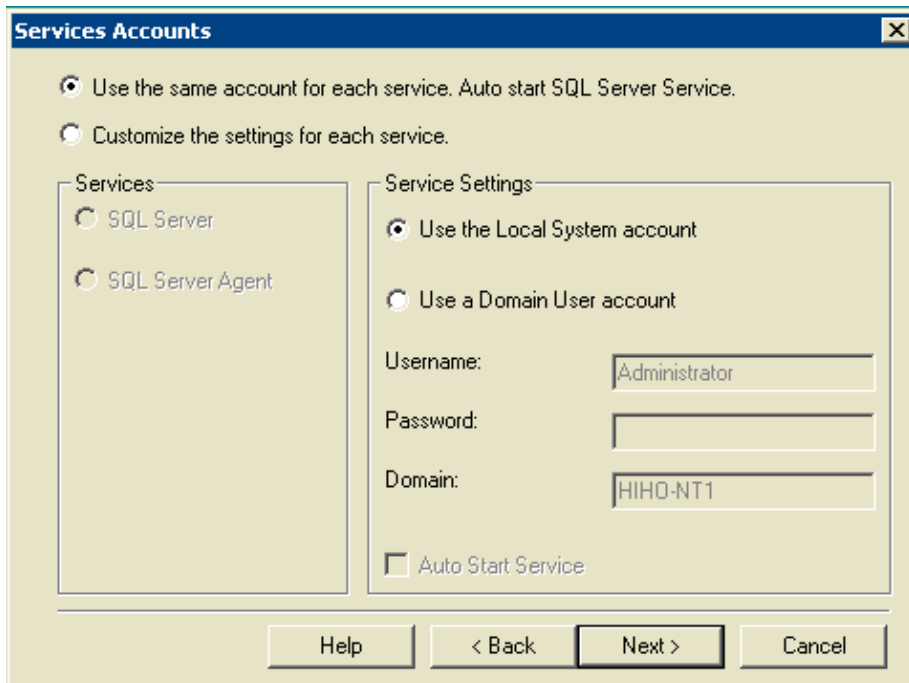 Services Accounts
Use the same account for each service. Auto start SQL Server Service.
Customize the settings for each service.
Services
SQL Server
SQL Server Agent
Service Settings
Use the Local System account
Use a Domain User account
Username:
Administrator
Password:
Domain:
HIHO-NT1
Auto Start Service
Help
< Back
Next >
Cancel